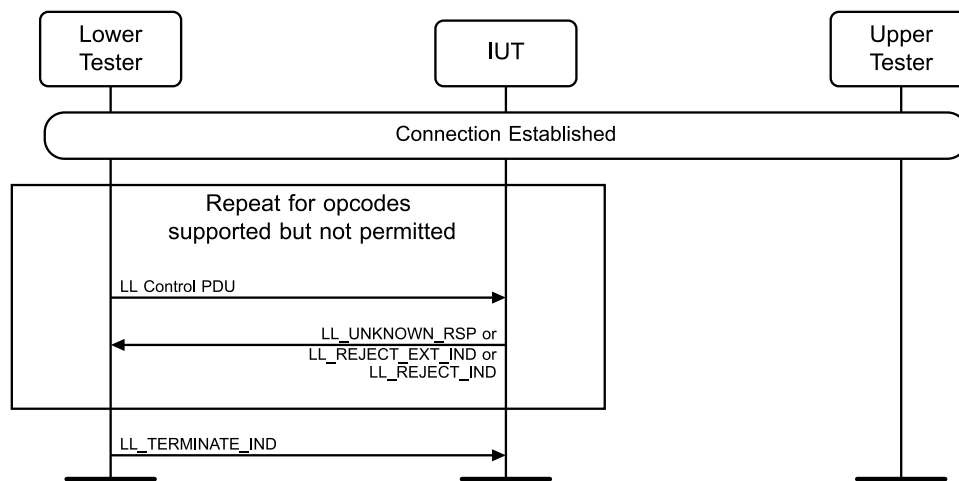 Lower
Tester
IUT
Upper
Tester
Connection Established
Repeat for opcodes
supported but not permitted
LL Control PDU
LL_UNKNOWN_RSP or
LL_REJECT_EXT_IND or
LL_REJECT_IND
LL_TERMINATE_IND